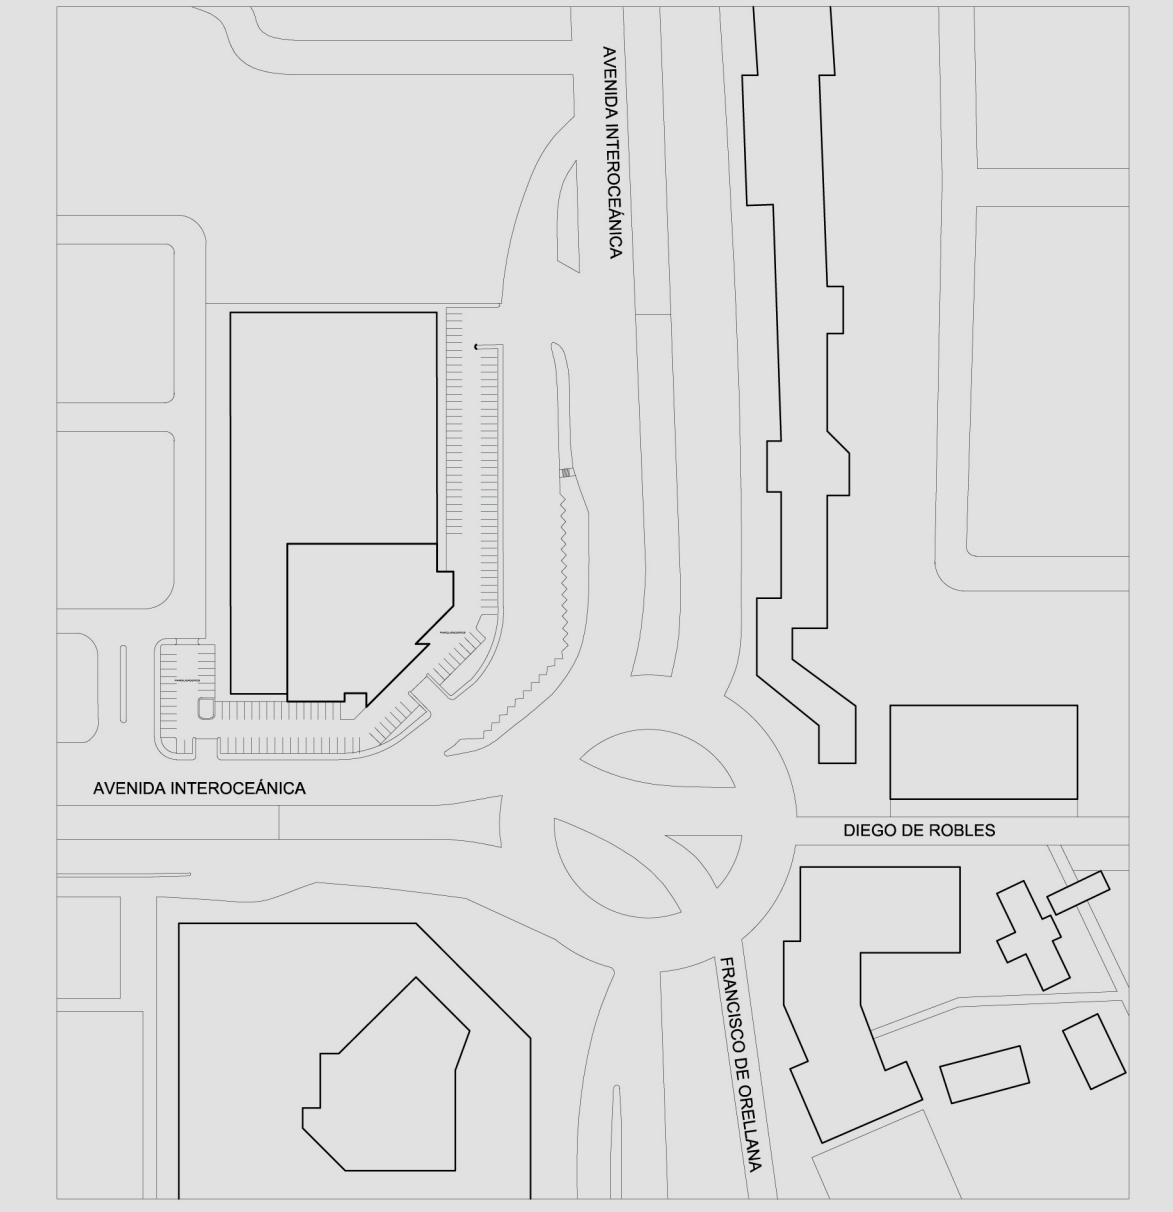 AVENIDA INTEROCEÁNICA
AVENIDA INTEROCEÁNICA
DIEGO DE ROBLES
FRANCISCO DE ORELLANA